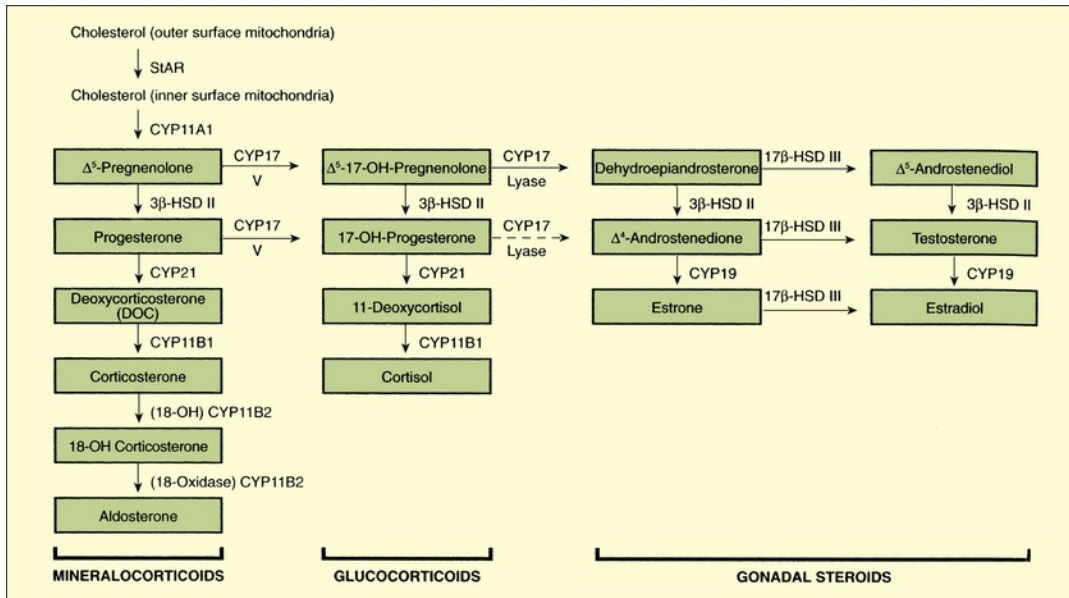 Cholesterol (outer surface mitochondria)
StAR
Cholesterol (inner surface mitochondria)
CYP11A1
Δ⁵-Pregnenolone
CYP17
V
Δ⁵-17-OH-Pregnenolone
CYP17
Lyase
Dehydroepiandrosterone
17β-HSD III
Δ⁵-Androstenediol
3β-HSD II
3β-HSD II
3β-HSD II
3β-HSD II
Progesterone
CYP17
V
17-OH-Progesterone
CYP17
Lyase
Δ⁴-Androstenedione
17β-HSD III
Testosterone
CYP21
CYP21
CYP19
CYP19
Deoxycorticosterone
(DOC)
11-Deoxycortisol
Estrone
17β-HSD III
Estradiol
CYP11B1
CYP11B1
Corticosterone
Cortisol
(18-OH) CYP11B2
18-OH Corticosterone
(18-Oxidase) CYP11B2
Aldosterone
MINERALOCORTICOIDS
GLUCOCORTICOIDS
GONADAL STEROIDS